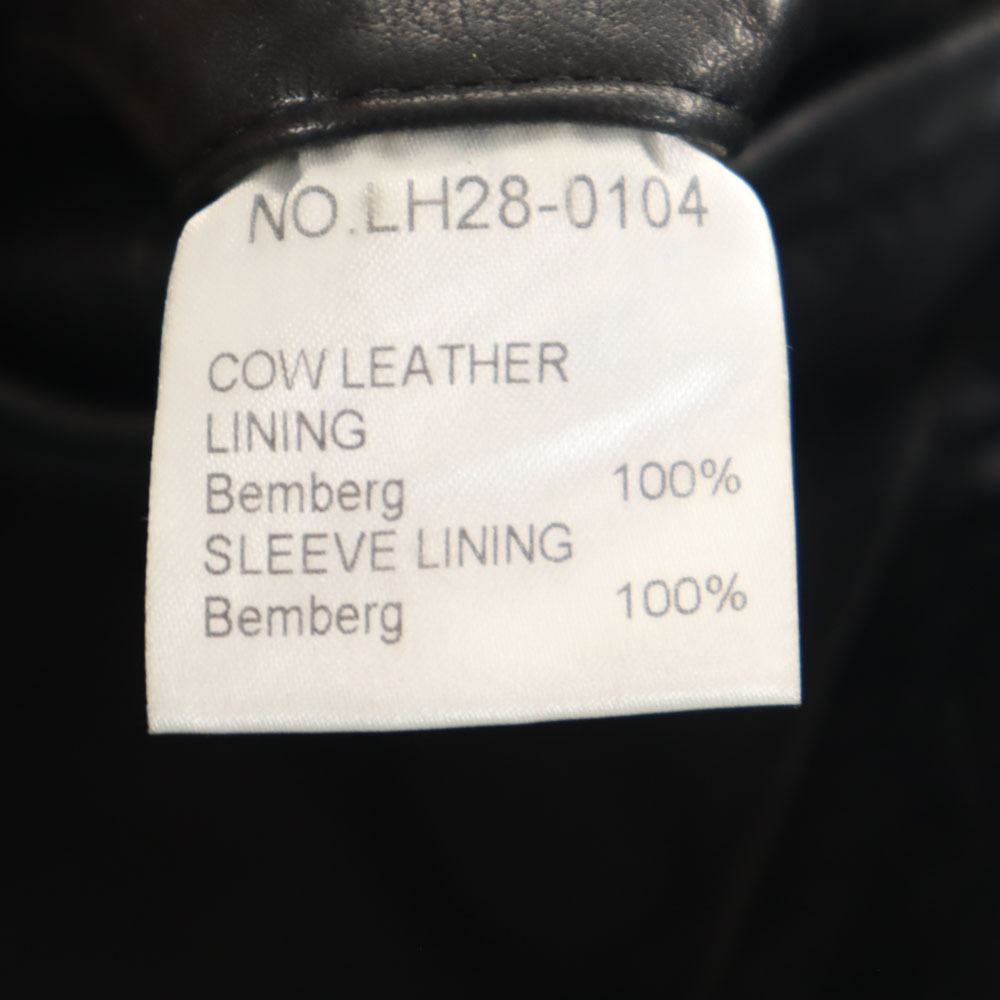 NO.LH28-0104
COW LEATHER
LINING
Bemberg 100%
SLEEVE LINING
Bemberg 100%